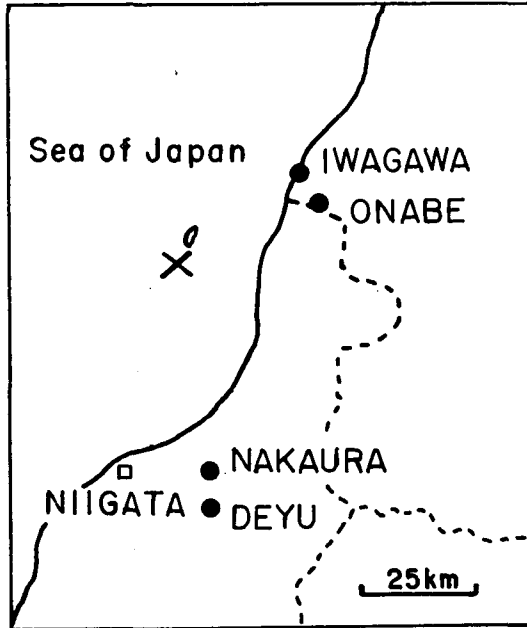 Sea of Japan
IWAGAWA
ONABE
NAKAURA
NIIGATA
DEYU
25km